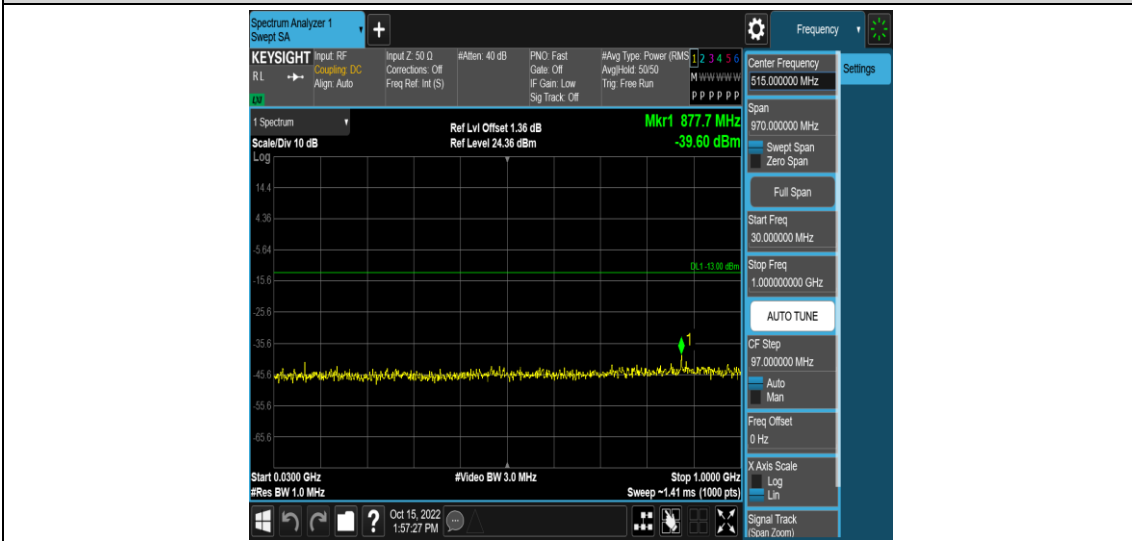 Spectrum Analyzer 1
Swept SA
+
Frequency
KEYSIGHT
RL
LXI
Input: RF
Coupling: DC
Align: Auto
Input Z: 50 Ω
Corrections: Off
Freq Ref: Int (S)
#Atten: 40 dB
PNO: Fast
Gate: Off
IF Gain: Low
Sig Track: Off
#Avg Type: Power (RMS
Avg|Hold: 50/50
Trig: Free Run
1 2 3 4 5 6
M W W W W W
P P P P P P
1 Spectrum
Scale/Div 10 dB
Log
Ref Lvl Offset 1.36 dB
Ref Level 24.36 dBm
Mkr1 877.7 MHz
-39.60 dBm
14.4
4.36
-5.64
DL1 -13.00 dBm
-15.6
-25.6
-35.6
1
-45.6
-55.6
-65.6
Start 0.0300 GHz
#Res BW 1.0 MHz
#Video BW 3.0 MHz
Stop 1.0000 GHz
Sweep ~1.41 ms (1000 pts)
Center Frequency
515.000000 MHz
Settings
Span
970.000000 MHz
Swept Span
Zero Span
Full Span
Start Freq
30.000000 MHz
Stop Freq
1.000000000 GHz
AUTO TUNE
CF Step
97.000000 MHz
Auto
Man
Freq Offset
0 Hz
X Axis Scale
Log
Lin
Signal Track
(Span Zoom)
?
Oct 15, 2022
1:57:27 PM